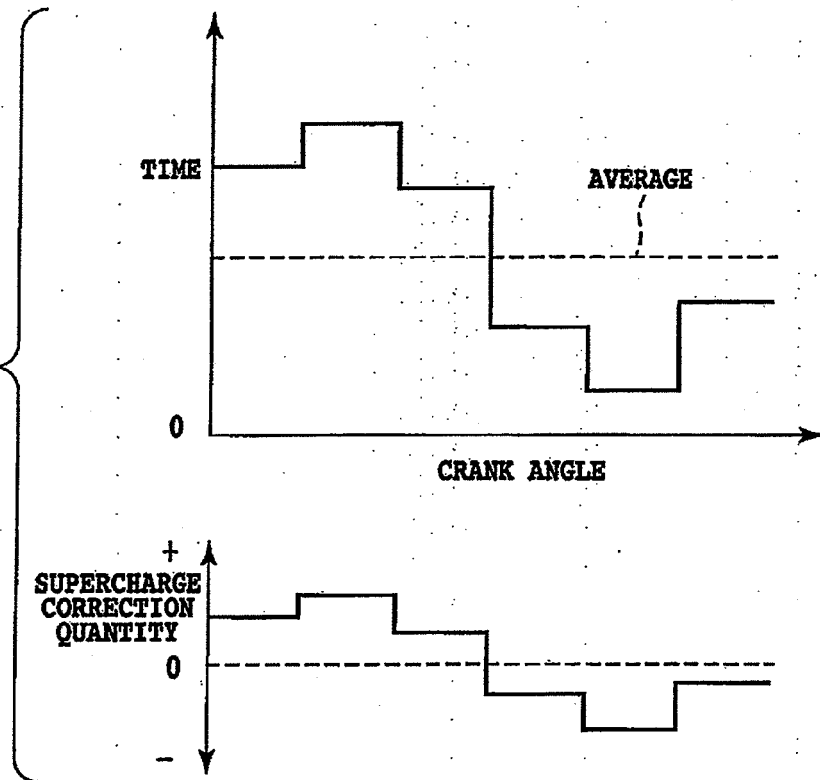 TIME
AVERAGE
0
CRANK ANGLE
+
SUPERCHARGE
CORRECTION
QUANTITY
0
-